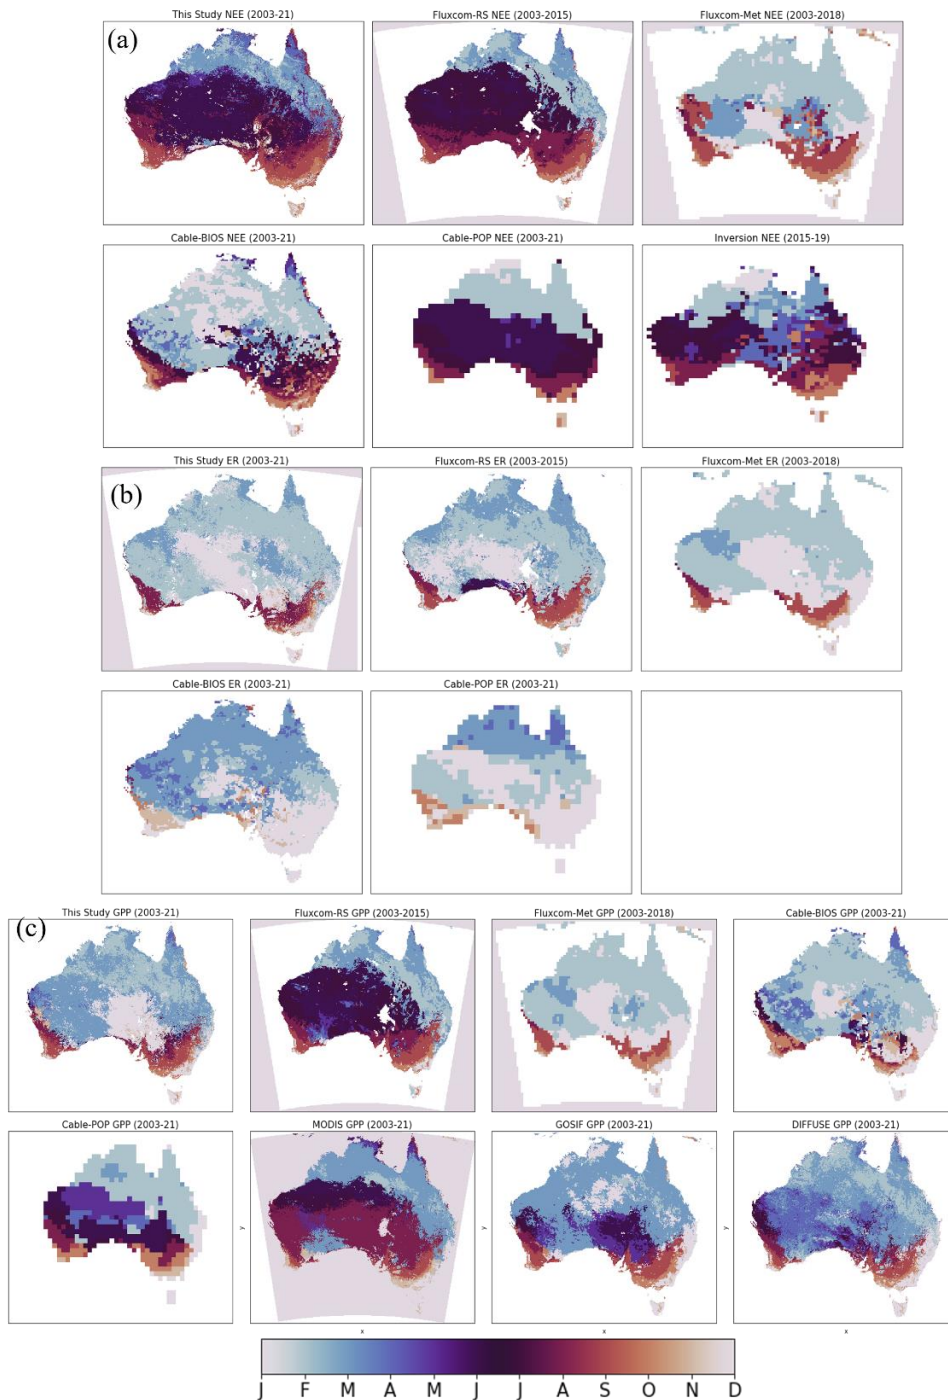 This Study NEE (2003-21) Fluxcom-RS NEE (2003-2015) Fluxcom-Met NEE (2003-2018)
(a)
Cable-BIOS NEE (2003-21) Cable-POP NEE (2003-21) Inversion NEE (2015-19)
This Study ER (2003-21) Fluxcom-RS ER (2003-2015) Fluxcom-Met ER (2003-2018)
(b)
Cable-BIOS ER (2003-21) Cable-POP ER (2003-21)
This Study GPP (2003-21) Fluxcom-RS GPP (2003-2015) Fluxcom-Met GPP (2003-2018) Cable-BIOS GPP (2003-21)
(c)
Cable-POP GPP (2003-21) MODIS GPP (2003-21) GOSIF GPP (2003-21) DIFFUSE GPP (2003-21)
y y y
x x x
J F M A M J J A S O N D